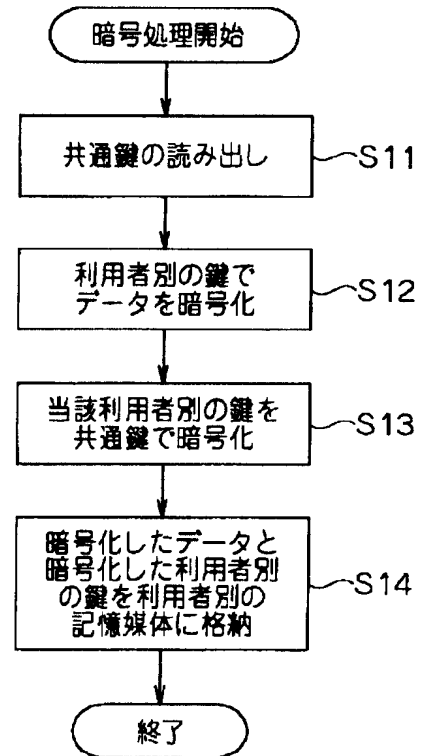 暗号処理開始
共通鍵の読み出し
S11
利用者別の鍵で
データを暗号化
S12
当該利用者別の鍵を
共通鍵で暗号化
S13
暗号化したデータと
暗号化した利用者別
の鍵を利用者別の
記憶媒体に格納
S14
終了